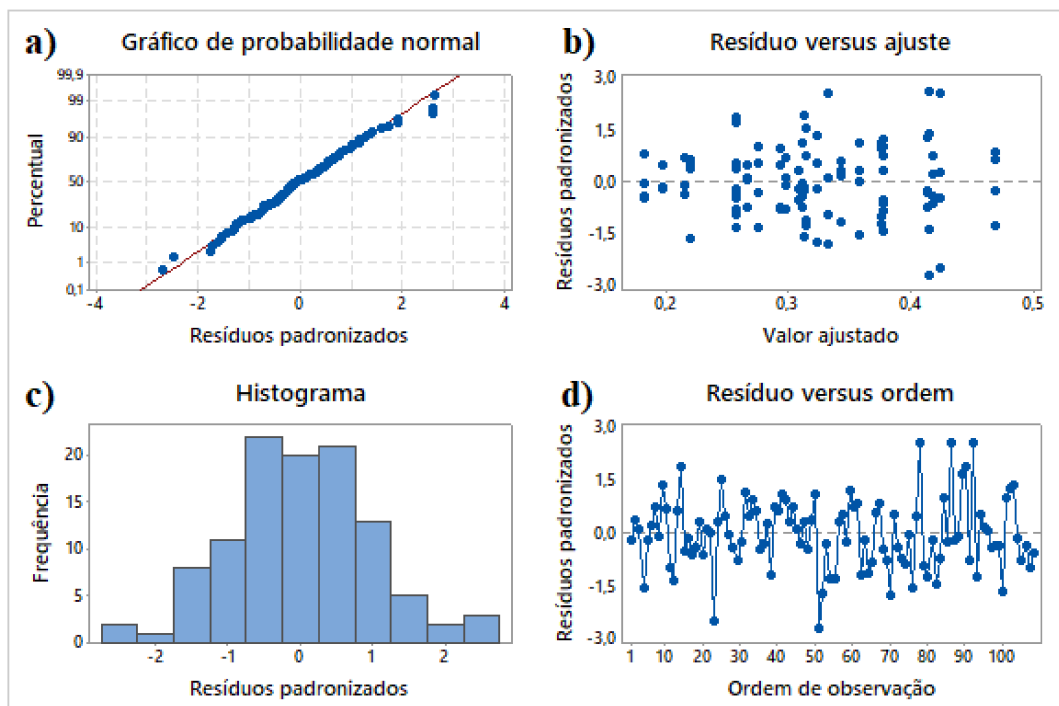 a)
Gráfico de probabilidade normal
99,9
99
90
50
10
1
0,1
Percentual
-4
-2
0
2
4
Resíduos padronizados
b)
Resíduo versus ajuste
3,0
1,5
0,0
-1,5
-3,0
Resíduos padronizados
0,2
0,3
0,4
0,5
Valor ajustado
c)
Histograma
20
15
10
5
0
Frequência
-2
-1
0
1
2
Resíduos padronizados
d)
Resíduo versus ordem
3,0
1,5
0,0
-1,5
-3,0
Resíduos padronizados
1
10
20
30
40
50
60
70
80
90
100
Ordem de observação